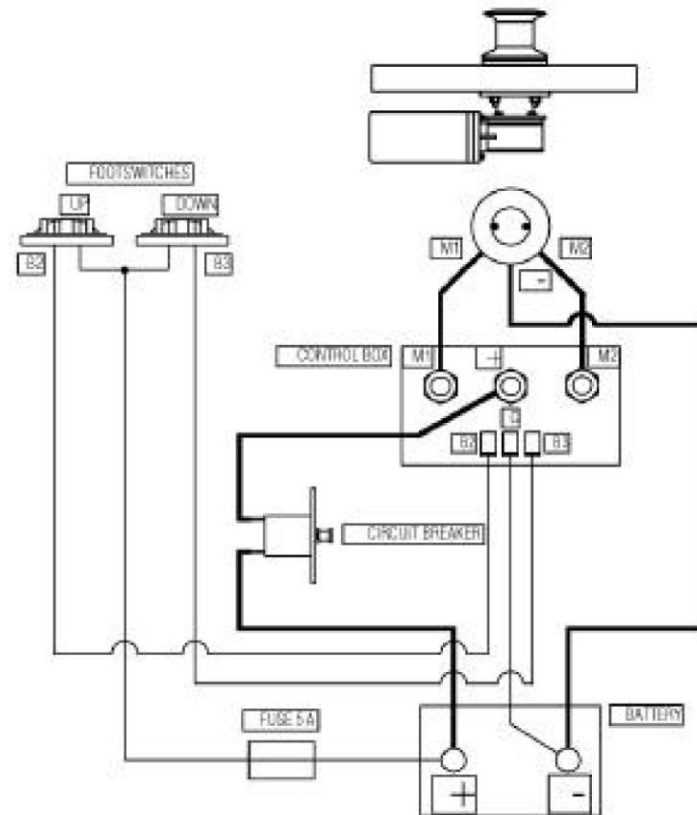 FOOTSWITCHES
UP
DOWN
B2
B3
M1
M2
-
CONTROL BOX
M1
+
M2
B2
B3
CIRCUIT BREAKER
FUSE 5 A
BATTERY
+
-